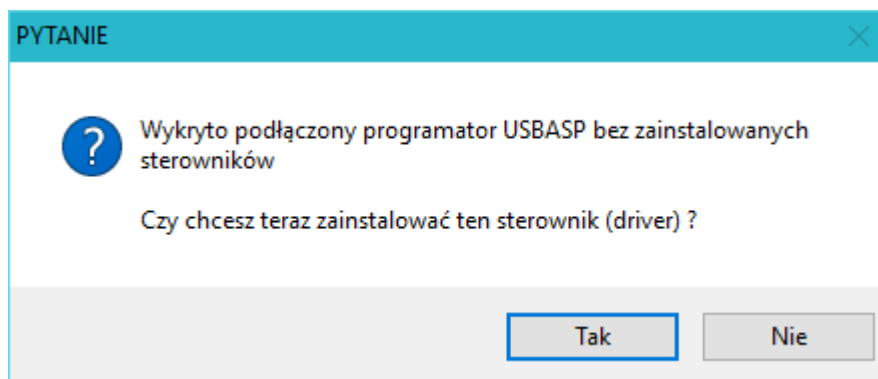 PYTANIE
Wykryto podłączony programator USBASP bez zainstalowanych
sterowników
Czy chcesz teraz zainstalować ten sterownik (driver) ?
Tak
Nie